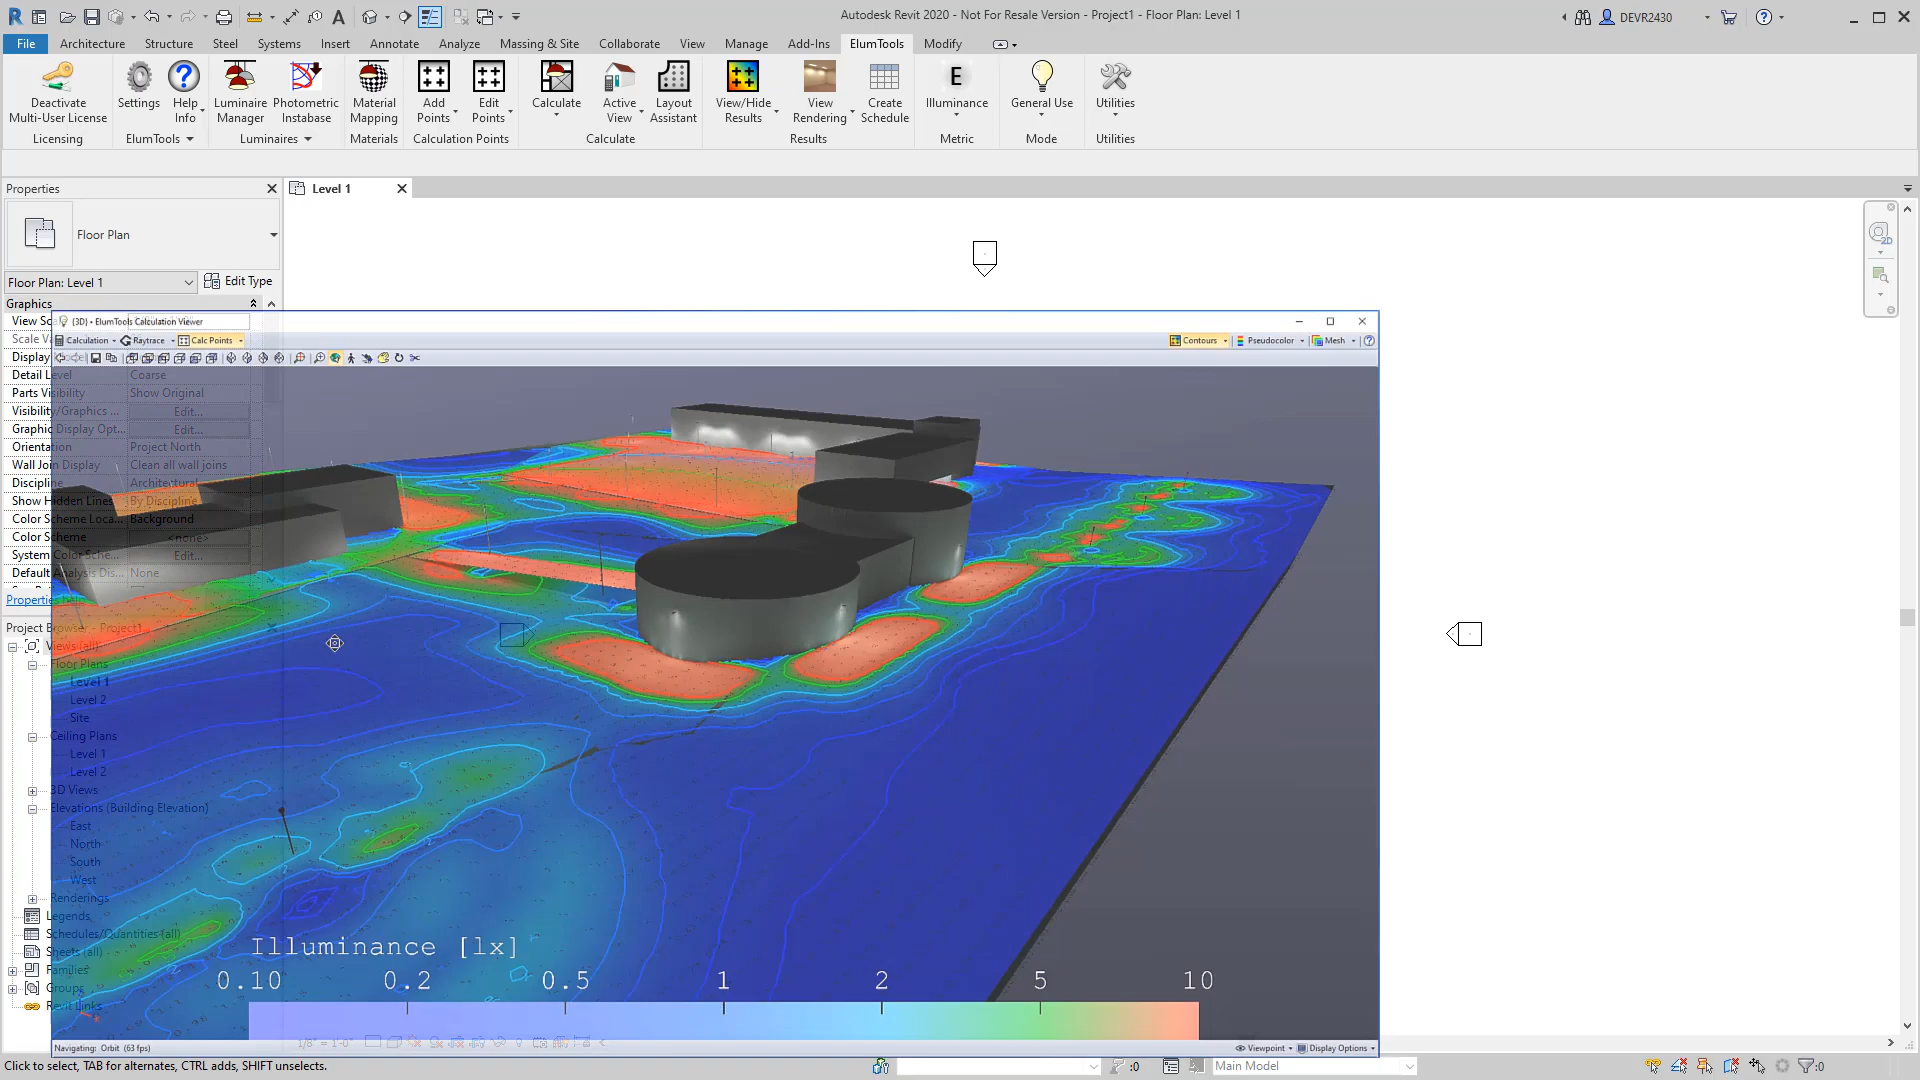 Autodesk Revit 2020 - Not For Resale Version - Project1 - Floor Plan: Level 1
DEVR2430
File Architecture Structure Steel Systems Insert Annotate Analyze Massing & Site Collaborate View Manage Add-Ins ElumTools Modify
Deactivate Multi-User License
Settings
Help Info
Luminaire Manager
Photometric Instabase
Material Mapping
Add Points
Edit Points
Calculate
Active View
Layout Assistant
View/Hide Results
View Rendering
Create Schedule
Illuminance
General Use
Utilities
Licensing ElumTools Luminaires Materials Calculation Points Calculate Results Metric Mode Utilities
Properties
Level 1
Floor Plan
Floor Plan: Level 1
Edit Type
Graphics
View Sc
{3D} • ElumTools Calculation Viewer
Scale V
Calculation Raytrace Calc Points
Contours Pseudocolor Mesh
Display
Detail Level Coarse
Parts Visibility Show Original
Visibility/Graphics ... Edit...
Graphic Display Opt... Edit...
Orientation Project North
Wall Join Display Clean all wall joins
Discipline Architectural
Show Hidden Lines By Discipline
Color Scheme Loca... Background
Color Scheme <none>
System Color Sche... Edit...
Default Analysis Dis... None
Properties help
Project Browser - Project1
Views (all)
Floor Plans
Level 1
Level 2
Site
Ceiling Plans
Level 1
Level 2
3D Views
Elevations (Building Elevation)
East
North
South
West
Renderings
Legends
Schedules/Quantities (all)
Sheets (all)
Families
Groups
Revit Links
Illuminance [lx]
0.10 0.2 0.5 1 2 5 10
1/8" = 1'-0"
Navigating: Orbit (63 fps)
Viewpoint Display Options
Click to select, TAB for alternates, CTRL adds, SHIFT unselects.
:0
Main Model
:0